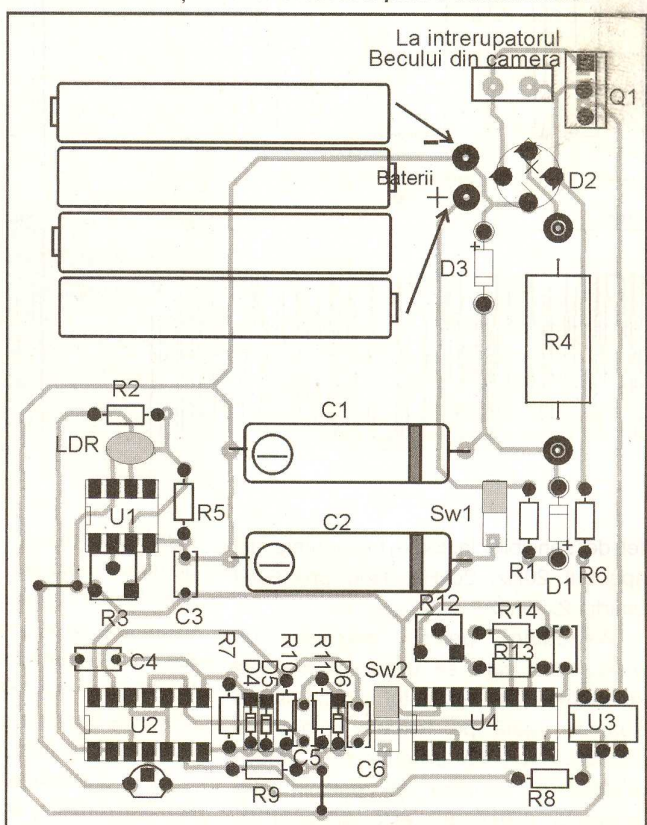 La intrerupatorul
Becului din camera
Q1
-
Baterii
D2
+
D3
R4
R2
C1
LDR
U1
R5
C2
Sw1
R3
C3
R1
D1
R6
R12
R14
R13
C4
R7
D4
D5
R10
R11
D6
Sw2
U2
U4
U3
C5
C6
R9
R8